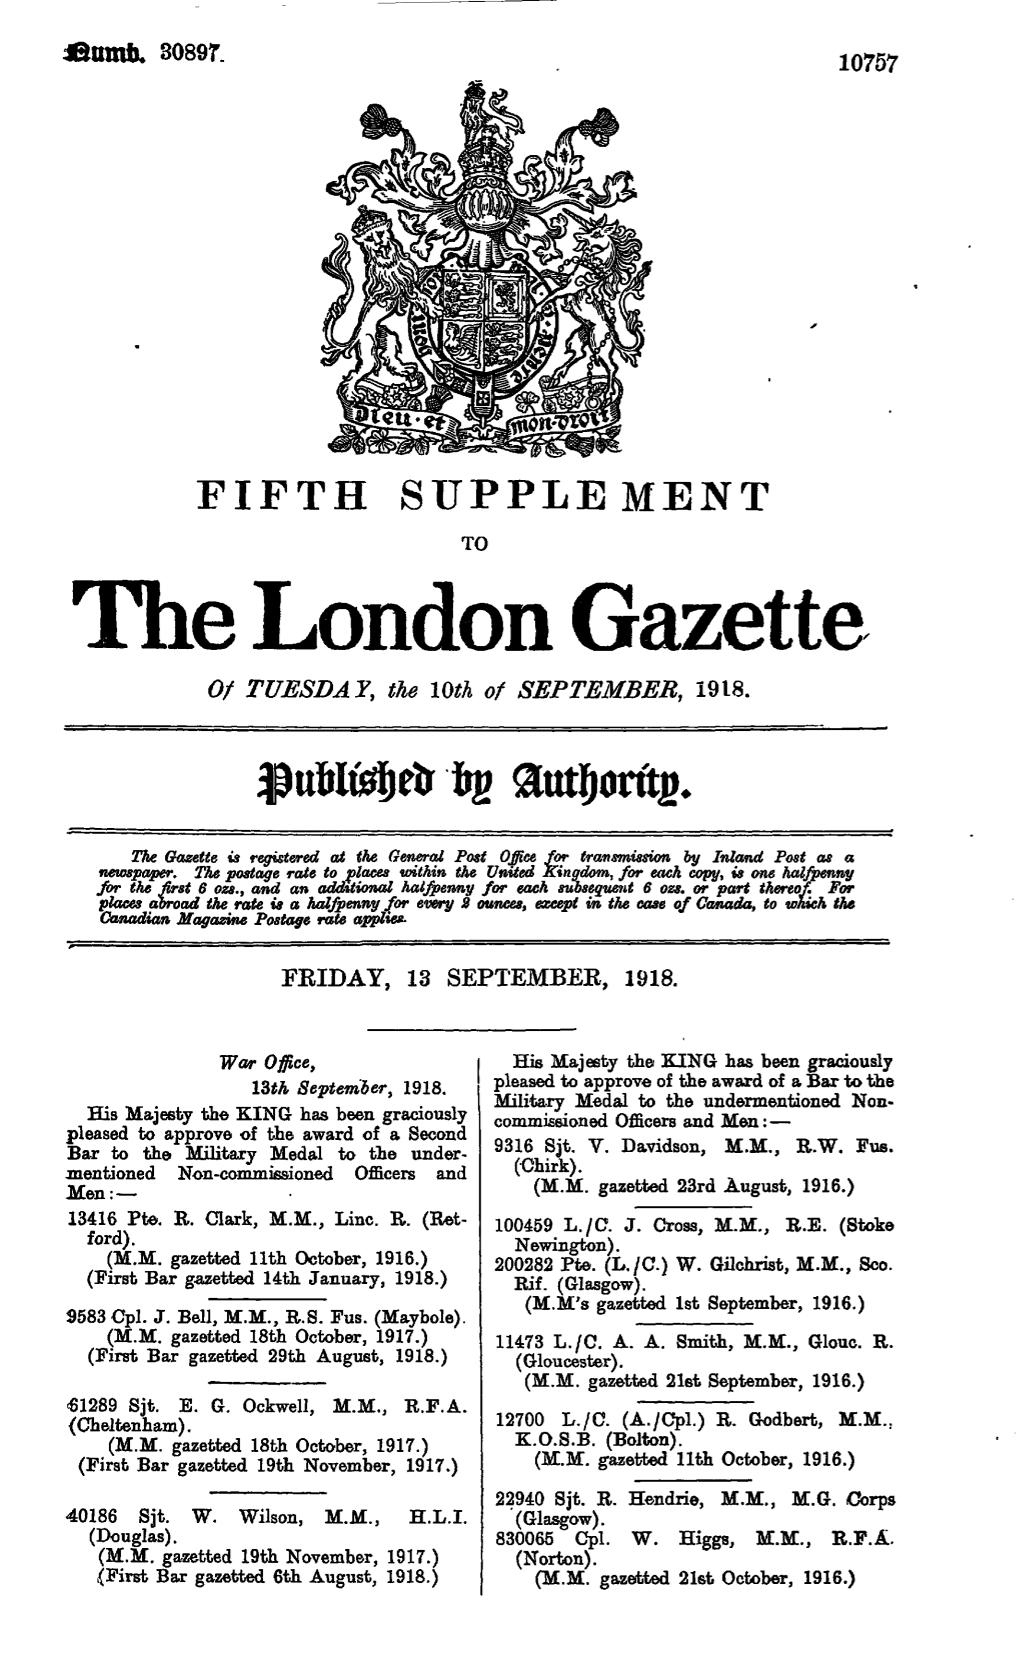 Numb. 30897.
10757
Dieu·et
mon·droit
FIFTH SUPPLEMENT
TO
The London Gazette
Of TUESDAY, the 10th of SEPTEMBER, 1918.
Published by Authority.
The Gazette is registered at the General Post Office for transmission by Inland Post as a
newspaper. The postage rate to places within the United Kingdom, for each copy, is one halfpenny
for the first 6 ozs., and an additional halfpenny for each subsequent 6 ozs. or part thereof. For
places abroad the rate is a halfpenny for every 2 ounces, except in the case of Canada, to which the
Canadian Magazine Postage rate applies.
FRIDAY, 13 SEPTEMBER, 1918.
War Office,
13th September, 1918.
His Majesty the KING has been graciously
pleased to approve of the award of a Second
Bar to the Military Medal to the under-
mentioned Non-commissioned Officers and
Men:—
13416 Pte. R. Clark, M.M., Linc. R. (Ret-
ford).
(M.M. gazetted 11th October, 1916.)
(First Bar gazetted 14th January, 1918.)
9583 Cpl. J. Bell, M.M., R.S. Fus. (Maybole).
(M.M. gazetted 18th October, 1917.)
(First Bar gazetted 29th August, 1918.)
61289 Sjt. E. G. Ockwell, M.M., R.F.A.
(Cheltenham).
(M.M. gazetted 18th October, 1917.)
(First Bar gazetted 19th November, 1917.)
40186 Sjt. W. Wilson, M.M., H.L.I.
(Douglas).
(M.M. gazetted 19th November, 1917.)
(First Bar gazetted 6th August, 1918.)
His Majesty the KING has been graciously
pleased to approve of the award of a Bar to the
Military Medal to the undermentioned Non-
commissioned Officers and Men:—
9316 Sjt. V. Davidson, M.M., R.W. Fus.
(Chirk).
(M.M. gazetted 23rd August, 1916.)
100459 L./C. J. Cross, M.M., R.E. (Stoke
Newington).
200282 Pte. (L./C.) W. Gilchrist, M.M., Sco.
Rif. (Glasgow).
(M.M's gazetted 1st September, 1916.)
11473 L./C. A. A. Smith, M.M., Glouc. R.
(Gloucester).
(M.M. gazetted 21st September, 1916.)
12700 L./C. (A./Cpl.) R. Godbert, M.M.,
K.O.S.B. (Bolton).
(M.M. gazetted 11th October, 1916.)
22940 Sjt. R. Hendrie, M.M., M.G. Corps
(Glasgow).
830065 Cpl. W. Higgs, M.M., R.F.A.
(Norton).
(M.M. gazetted 21st October, 1916.)